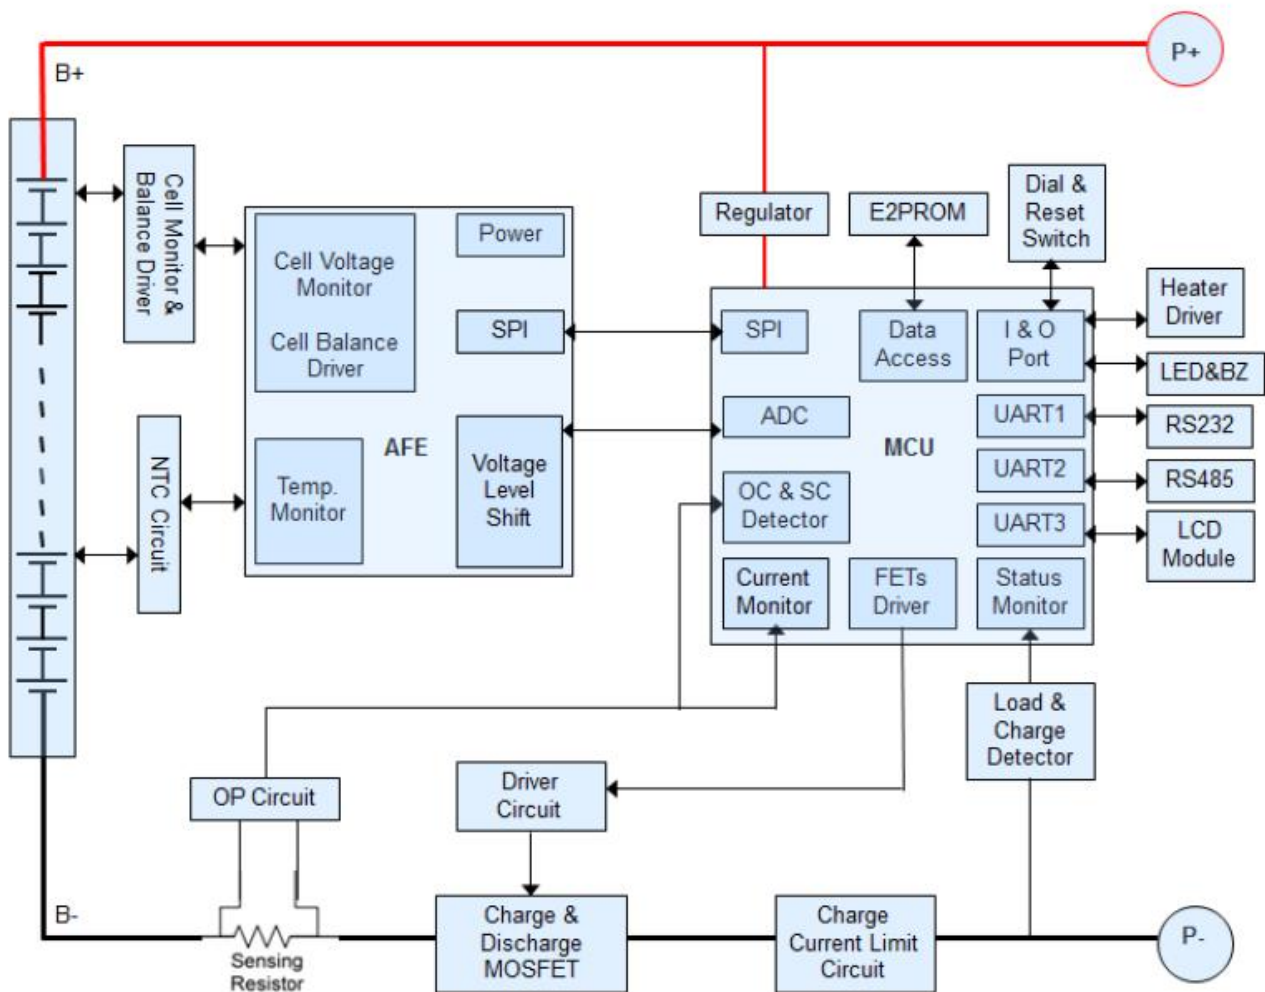 P+
B+
Cell Monitor &
Balance Driver
Cell Voltage
Monitor
Cell Balance
Driver
Power
SPI
Temp.
Monitor
AFE
Voltage
Level
Shift
NTC Circuit
Regulator
E2PROM
Dial &
Reset
Switch
SPI
Data
Access
I & O
Port
Heater
Driver
LED&BZ
ADC
MCU
UART1
RS232
OC & SC
Detector
UART2
RS485
UART3
LCD
Module
Current
Monitor
FETs
Driver
Status
Monitor
Load &
Charge
Detector
OP Circuit
Driver
Circuit
B-
Sensing
Resistor
Charge &
Discharge
MOSFET
Charge
Current Limit
Circuit
P-